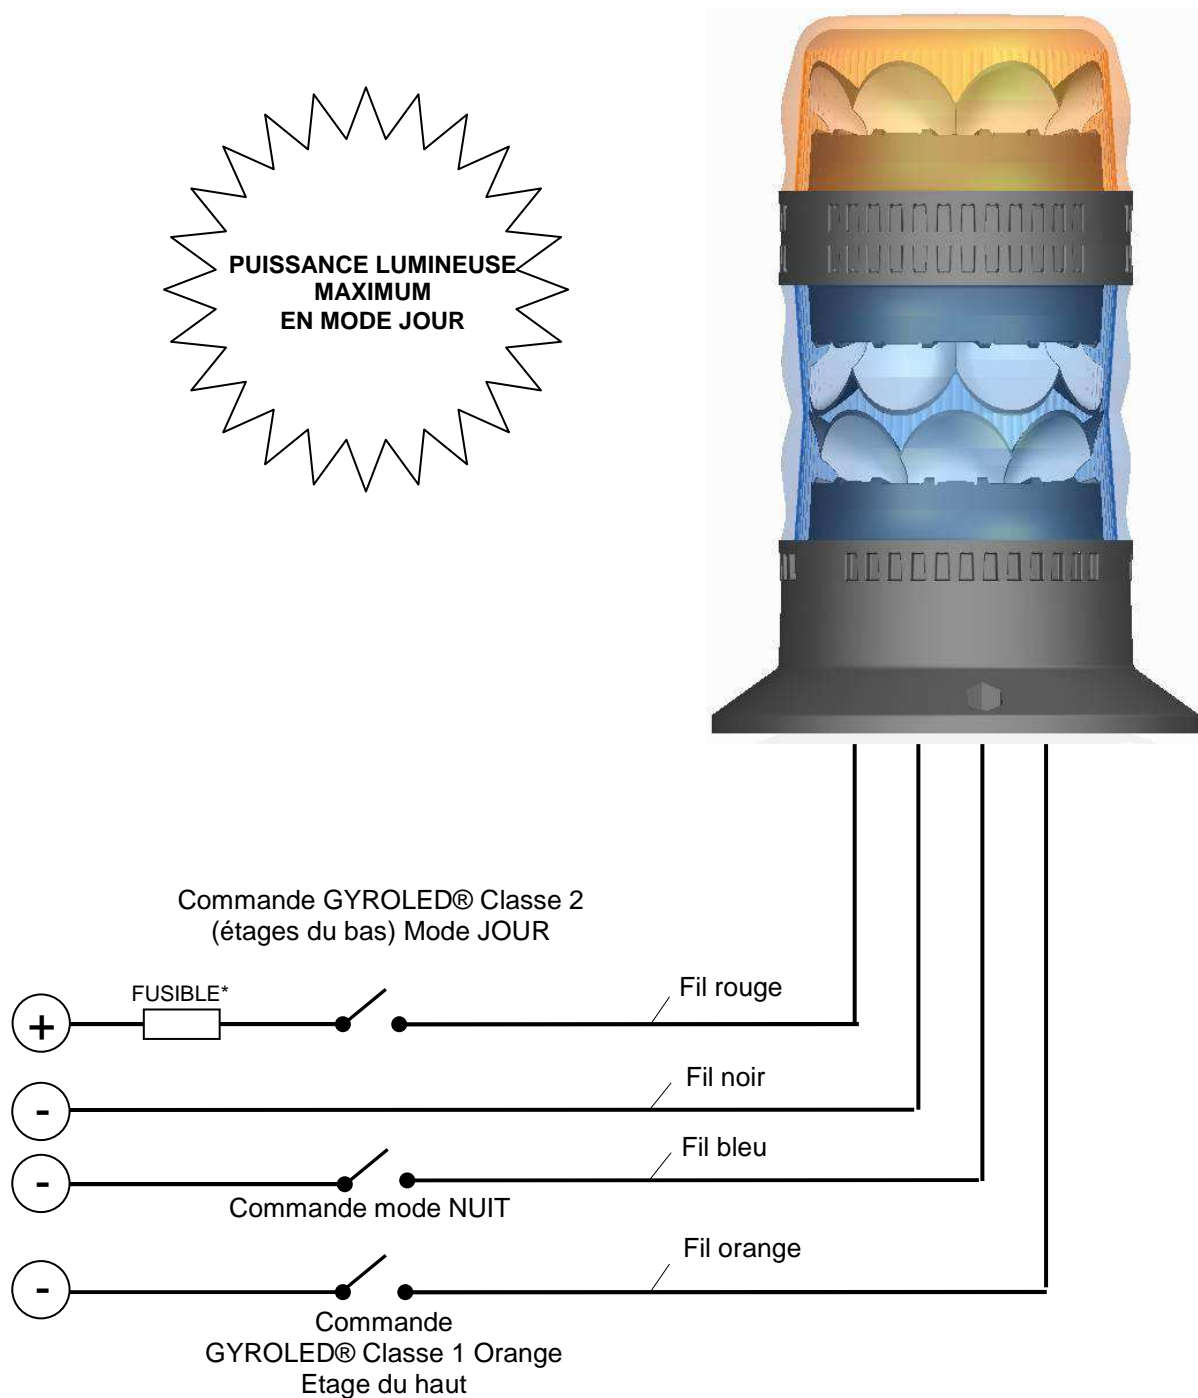 PUISSANCE LUMINEUSE
MAXIMUM
EN MODE JOUR
Commande GYROLED® Classe 2
(étages du bas) Mode JOUR
FUSIBLE*
Fil rouge
+
Fil noir
-
Fil bleu
-
Commande mode NUIT
Fil orange
-
Commande
GYROLED® Classe 1 Orange
Etage du haut